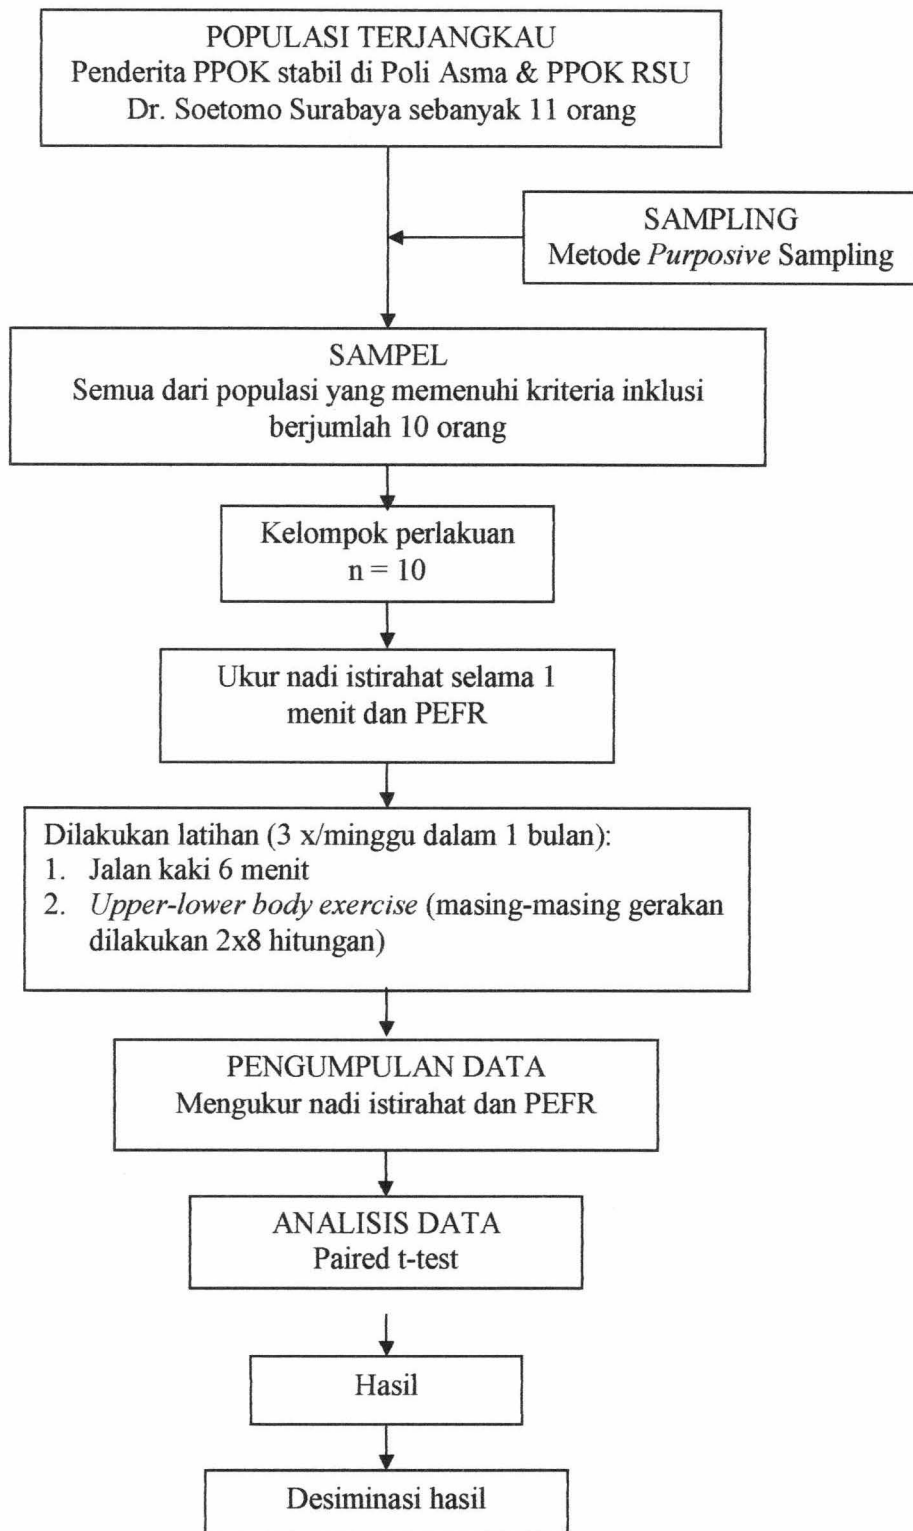 POPULASI TERJANGKAU
Penderita PPOK stabil di Poli Asma & PPOK RSU
Dr. Soetomo Surabaya sebanyak 11 orang
SAMPLING
Metode Purposive Sampling
SAMPEL
Semua dari populasi yang memenuhi kriteria inklusi
berjumlah 10 orang
Kelompok perlakuan
n = 10
Ukur nadi istirahat selama 1
menit dan PEFR
Dilakukan latihan (3 x/minggu dalam 1 bulan):
1. Jalan kaki 6 menit
2. Upper-lower body exercise (masing-masing gerakan
dilakukan 2x8 hitungan)
PENGUMPULAN DATA
Mengukur nadi istirahat dan PEFR
ANALISIS DATA
Paired t-test
Hasil
Desiminasi hasil